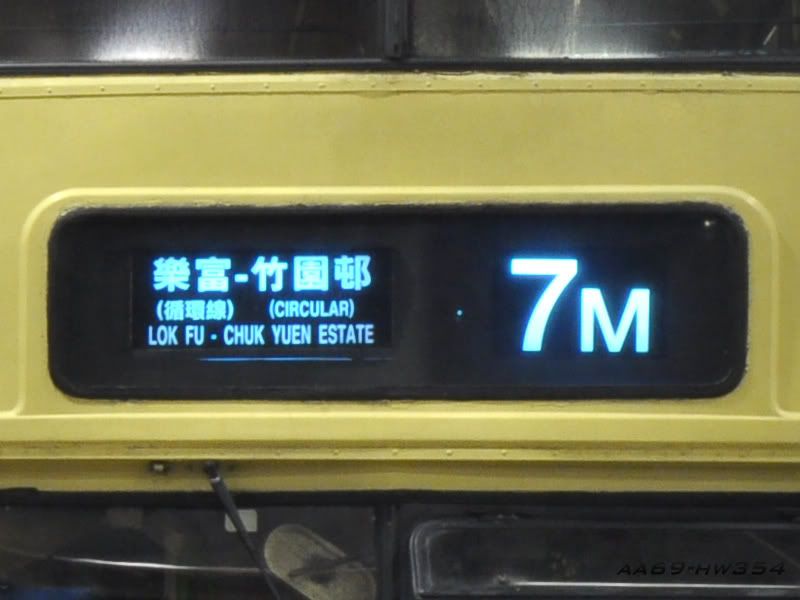 樂富-竹園邨
(循環線) (CIRCULAR)
LOK FU - CHUK YUEN ESTATE
7M
AA69-HW354